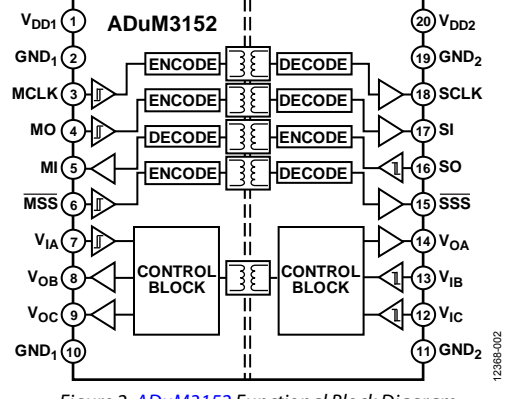 ADuM3152
VDD1 1
20 VDD2
GND1 2
19 GND2
ENCODE DECODE
MCLK 3
18 SCLK
ENCODE DECODE
MO 4
17 SI
DECODE ENCODE
MI 5
16 SO
ENCODE DECODE
MSS 6
15 SSS
VIA 7
14 VOA
CONTROL BLOCK
CONTROL BLOCK
VOB 8
13 VIB
VOC 9
12 VIC
GND1 10
11 GND2
12368-002
Figure 2. ADuM3152 Functional Block Diagram